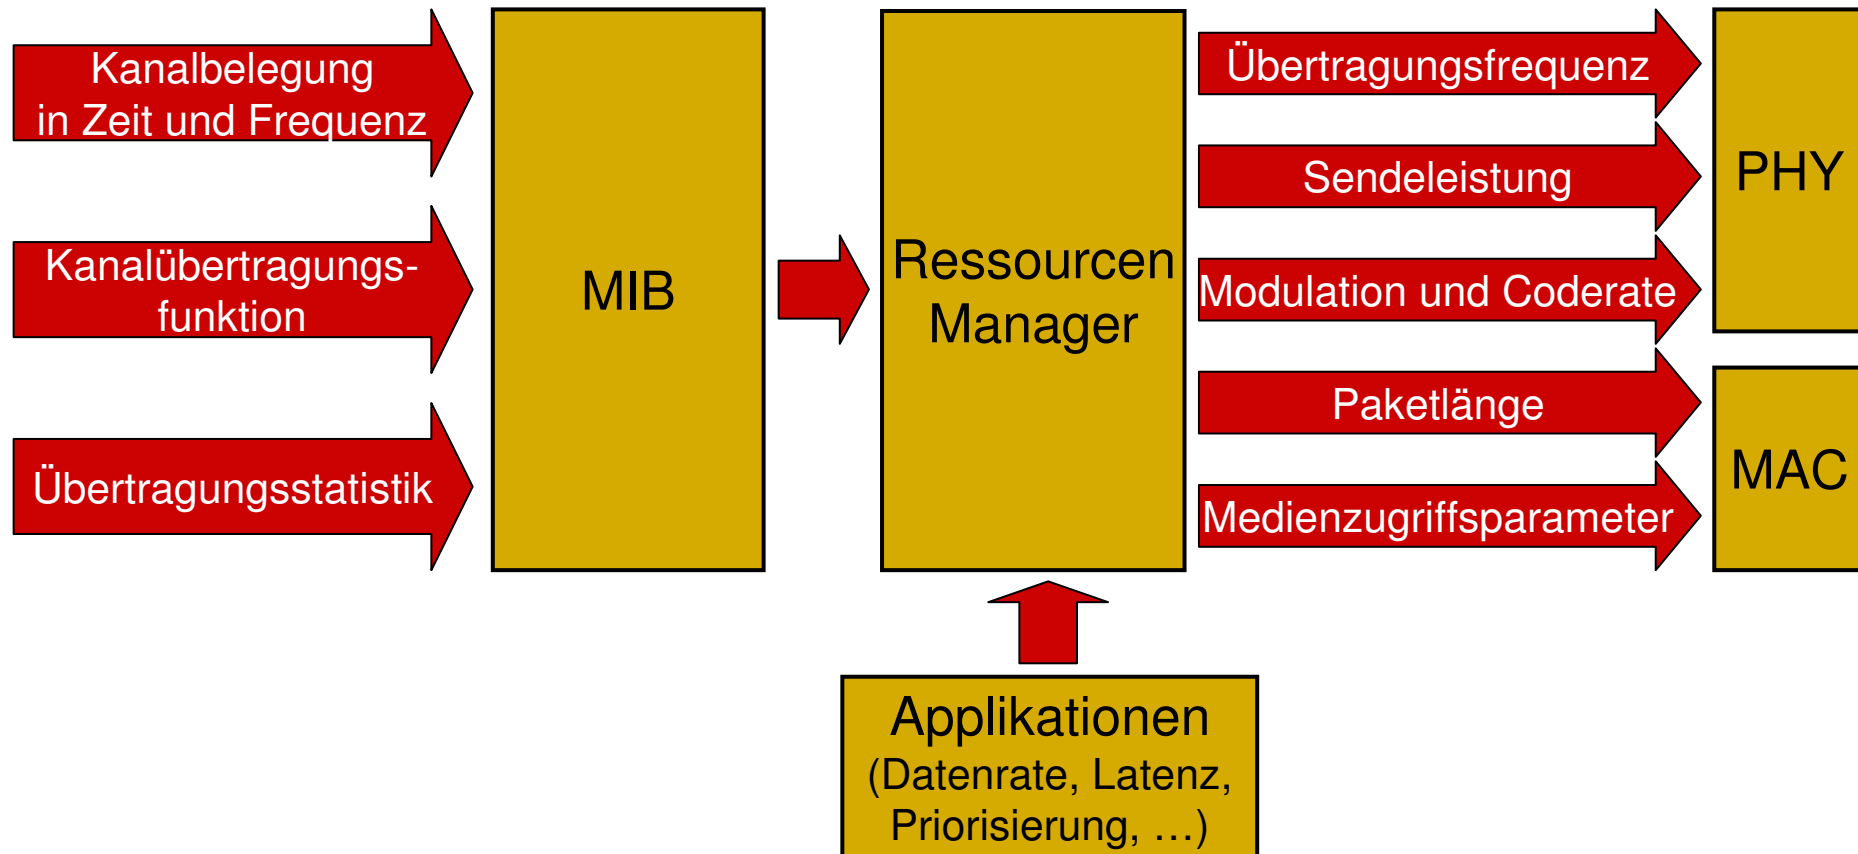 Kanalbelegung
in Zeit und Frequenz
Kanalübertragungs-
funktion
Übertragungsstatistik
MIB
Ressourcen
Manager
Übertragungsfrequenz
Sendeleistung
Modulation und Coderate
Paketlänge
Medienzugriffsparameter
PHY
MAC
Applikationen
(Datenrate, Latenz,
Priorisierung, …)